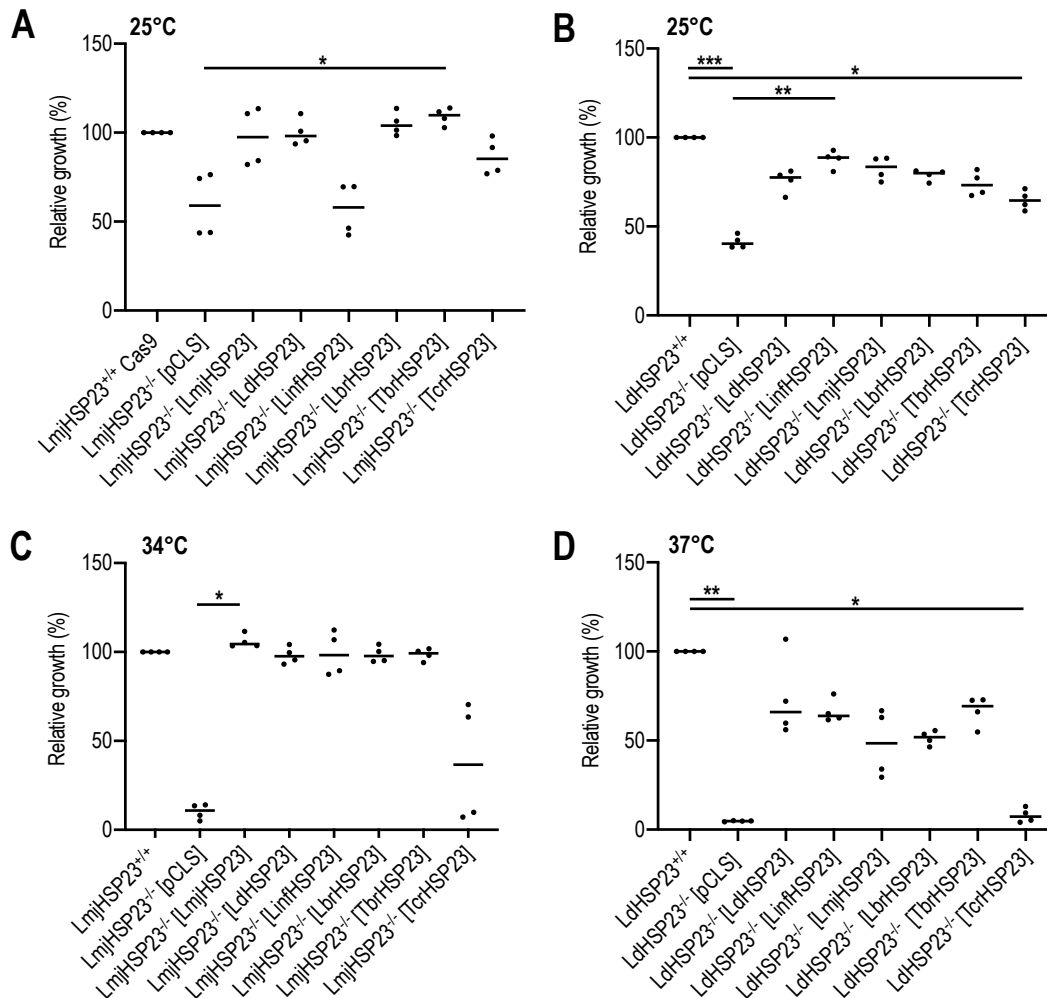 A
25°C
150
100
50
0
Relative growth (%)
*
LmjHSP23+/+ Cas9
LmjHSP23-/- [pCLS]
LmjHSP23-/- [LmjHSP23]
LmjHSP23-/- [LdHSP23]
LmjHSP23-/- [LinfHSP23]
LmjHSP23-/- [LbrHSP23]
LmjHSP23-/- [TbrHSP23]
LmjHSP23-/- [TcrHSP23]
B
25°C
150
100
50
0
Relative growth (%)
***
*
**
LdHSP23+/+
LdHSP23-/- [pCLS]
LdHSP23-/- [LdHSP23]
LdHSP23-/- [LinfHSP23]
LdHSP23-/- [LmjHSP23]
LdHSP23-/- [LbrHSP23]
LdHSP23-/- [TbrHSP23]
LdHSP23-/- [TcrHSP23]
C
34°C
150
100
50
0
Relative growth (%)
*
LmjHSP23+/+
LmjHSP23-/- [pCLS]
LmjHSP23-/- [LmjHSP23]
LmjHSP23-/- [LdHSP23]
LmjHSP23-/- [LinfHSP23]
LmjHSP23-/- [LbrHSP23]
LmjHSP23-/- [TbrHSP23]
LmjHSP23-/- [TcrHSP23]
D
37°C
150
100
50
0
Relative growth (%)
**
*
LdHSP23+/+
LdHSP23-/- [pCLS]
LdHSP23-/- [LdHSP23]
LdHSP23-/- [LinfHSP23]
LdHSP23-/- [LmjHSP23]
LdHSP23-/- [LbrHSP23]
LdHSP23-/- [TbrHSP23]
LdHSP23-/- [TcrHSP23]